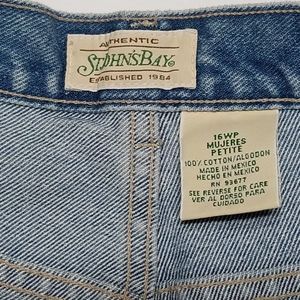 AUTHENTIC
ST. JOHN'S BAY®
ESTABLISHED 1984
16WP
MUJERES
PETITE
100% COTTON/ALGODON
MADE IN MEXICO
HECHO EN MEXICO
RN 93677
SEE REVERSE FOR CARE
VER AL DORSO PARA
CUIDADO